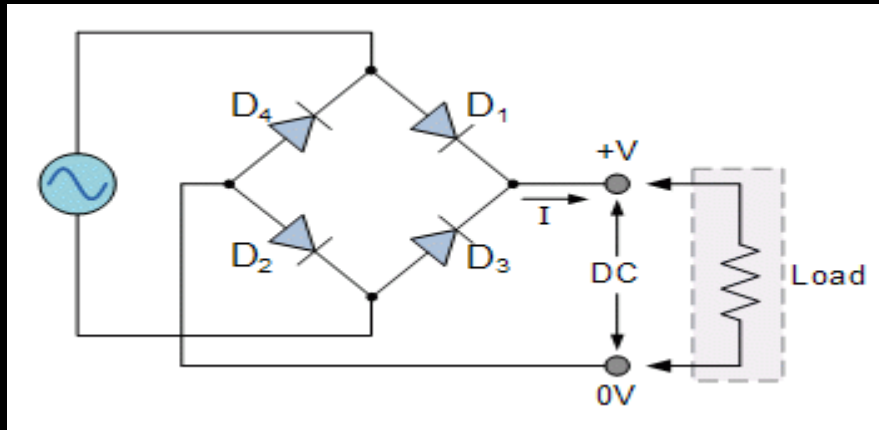 D₄
D₁
+V
I
D₂
D₃
DC
Load
0V